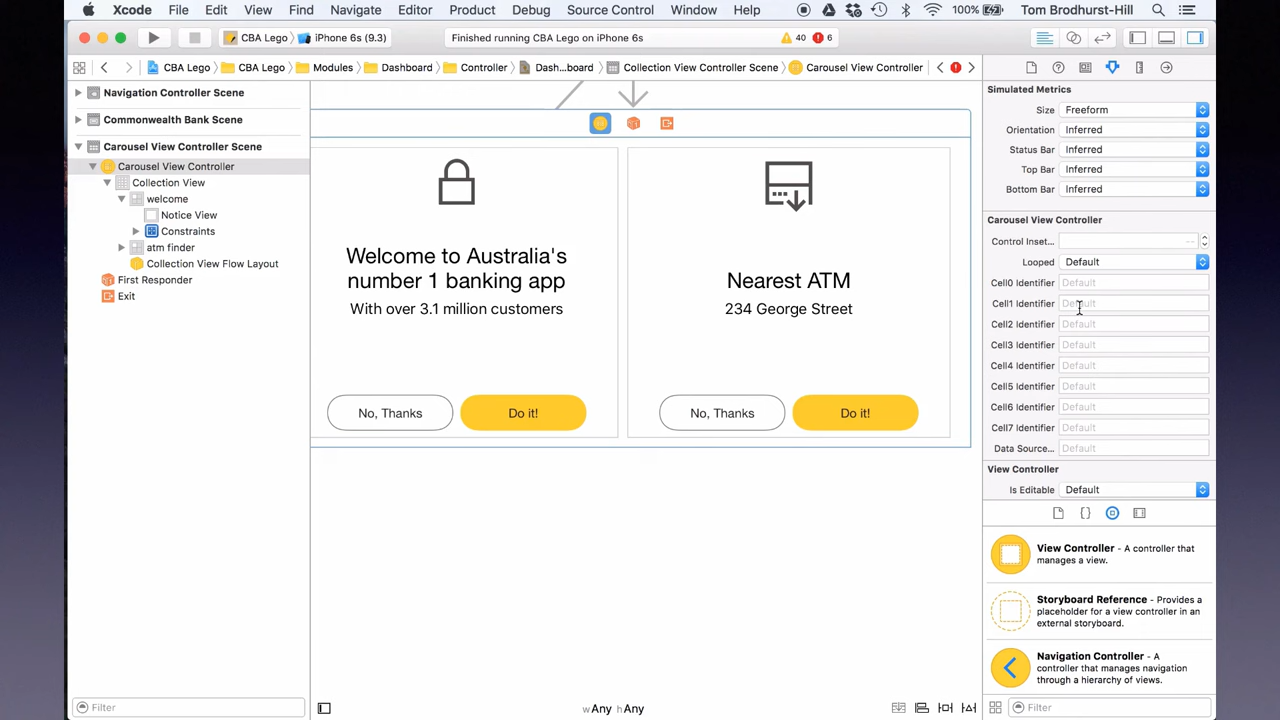 Xcode File Edit View Find Navigate Editor Product Debug Source Control Window Help 100% Tom Brodhurst-Hill
CBA Lego iPhone 6s (9.3) Finished running CBA Lego on iPhone 6s 40 6
CBA Lego CBA Lego Modules Dashboard Controller Dash...board Collection View Controller Scene Carousel View Controller
Navigation Controller Scene
Commonwealth Bank Scene
Carousel View Controller Scene
Carousel View Controller
Collection View
welcome
Notice View
Constraints
atm finder
Collection View Flow Layout
First Responder
Exit
Filter
Welcome to Australia's
number 1 banking app
With over 3.1 million customers
No, Thanks Do it!
Nearest ATM
234 George Street
No, Thanks Do it!
wAny hAny
Simulated Metrics
Size Freeform
Orientation Inferred
Status Bar Inferred
Top Bar Inferred
Bottom Bar Inferred
Carousel View Controller
Control Inset... --
Looped Default
Cell0 Identifier Default
Cell1 Identifier Default
Cell2 Identifier Default
Cell3 Identifier Default
Cell4 Identifier Default
Cell5 Identifier Default
Cell6 Identifier Default
Cell7 Identifier Default
Data Source... Default
View Controller
Is Editable Default
View Controller - A controller that
manages a view.
Storyboard Reference - Provides a
placeholder for a view controller in an
external storyboard.
Navigation Controller - A
controller that manages navigation
through a hierarchy of views.
Filter